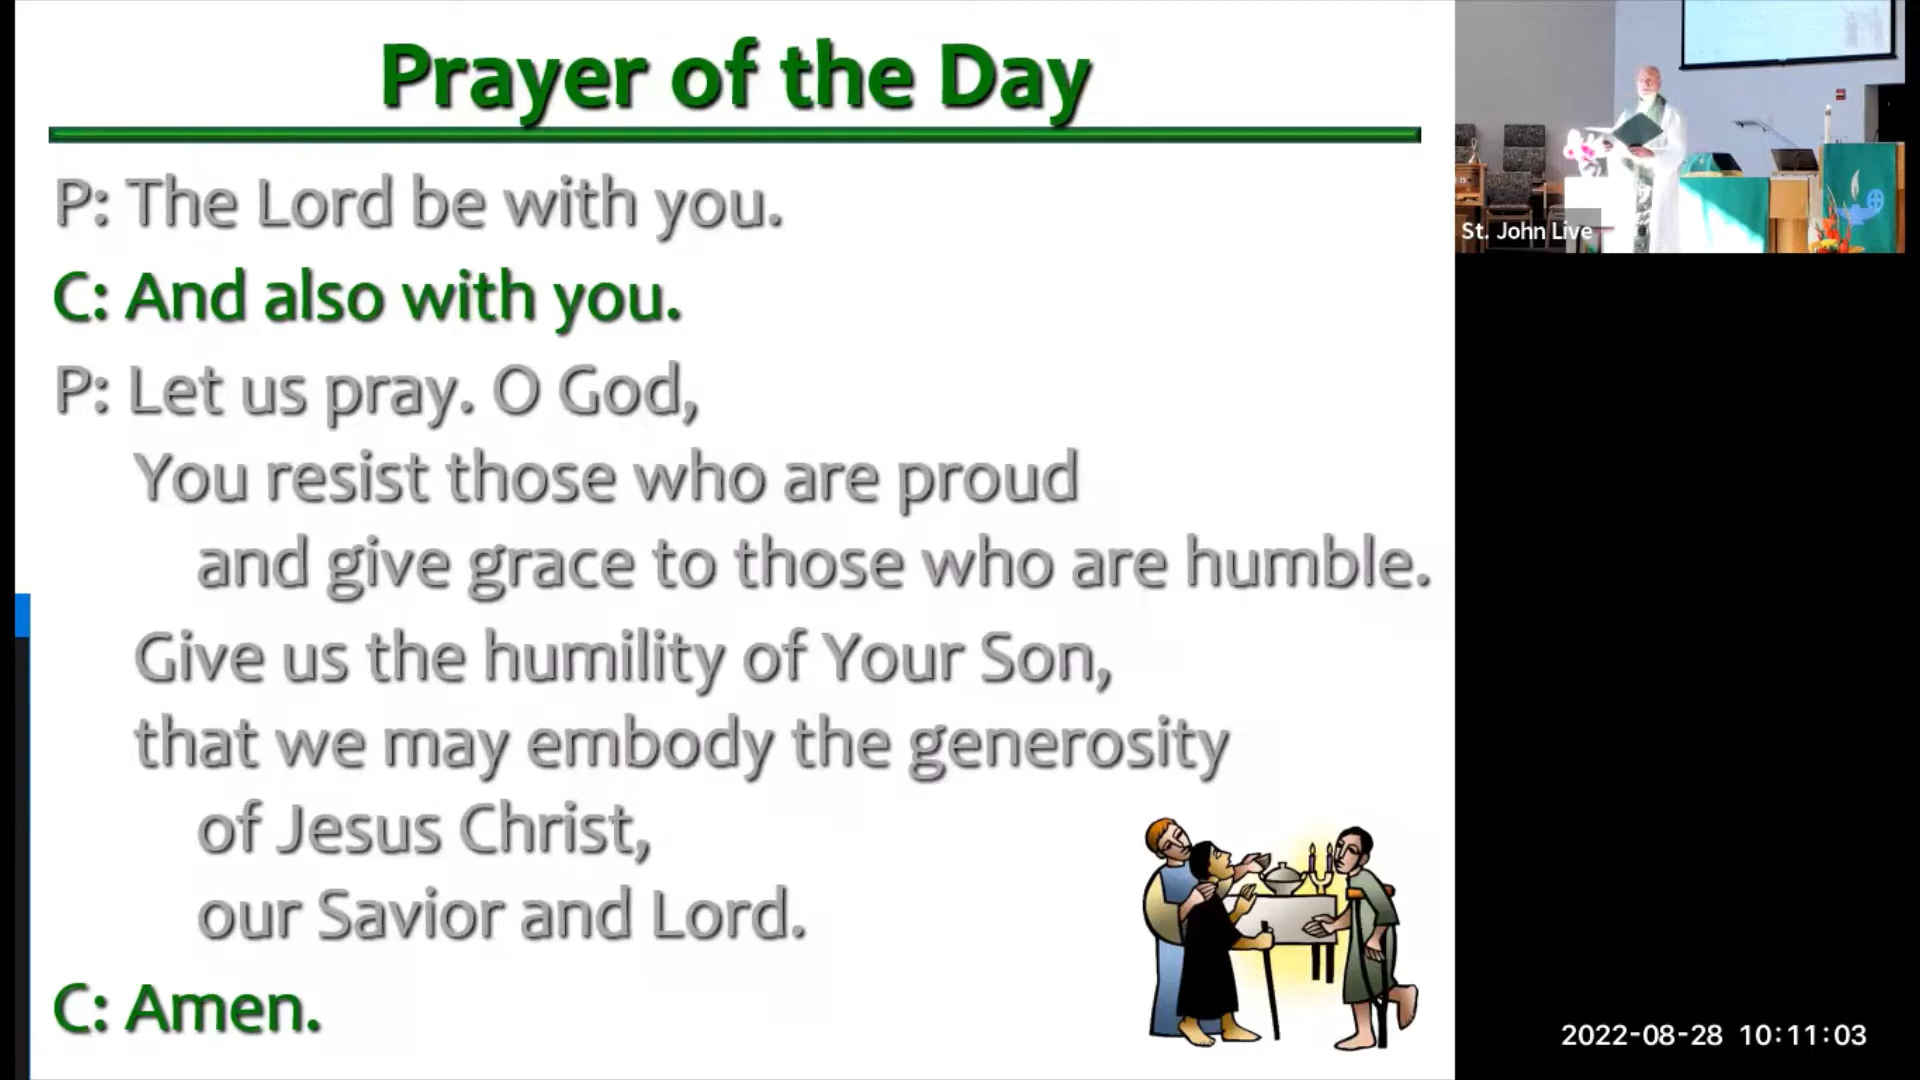 Prayer of the Day
P: The Lord be with you.
C: And also with you.
P: Let us pray. O God,
You resist those who are proud
and give grace to those who are humble.
Give us the humility of Your Son,
that we may embody the generosity
of Jesus Christ,
our Savior and Lord.
C: Amen.
St. John Live
2022-08-28 10:11:03